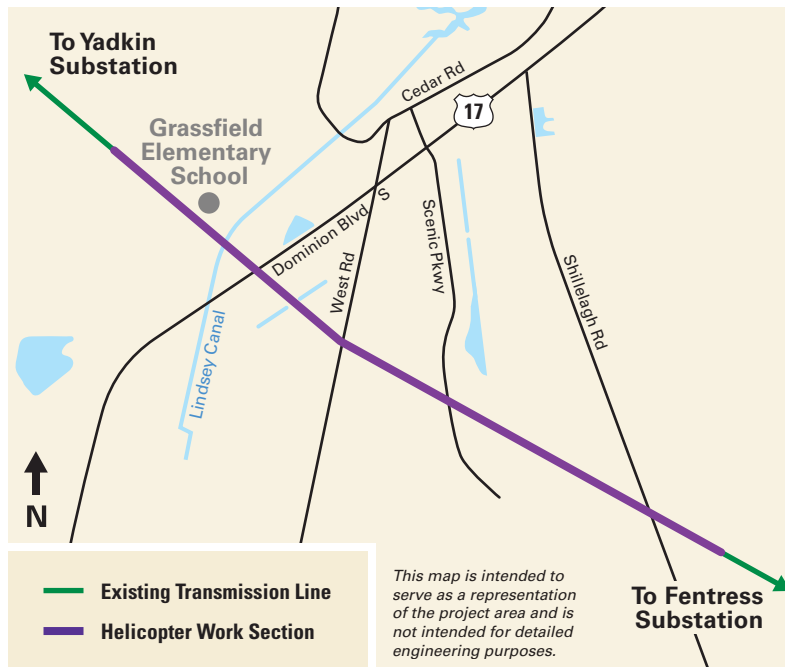 To Yadkin
Substation
Grassfield
Elementary
School
Cedar Rd
17
Dominion Blvd S
West Rd
Scenic Pkwy
Shillelagh Rd
Lindsey Canal
N
Existing Transmission Line
Helicopter Work Section
This map is intended to
serve as a representation
of the project area and is
not intended for detailed
engineering purposes.
To Fentress
Substation